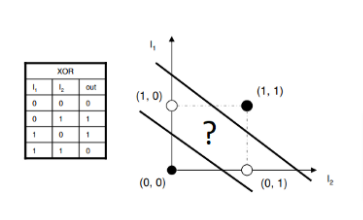 XOR
I₁ I₂ out
0 0 0
0 1 1
1 0 1
1 1 0
I₁
(1, 0)
(1, 1)
?
(0, 0)
(0, 1)
I₂